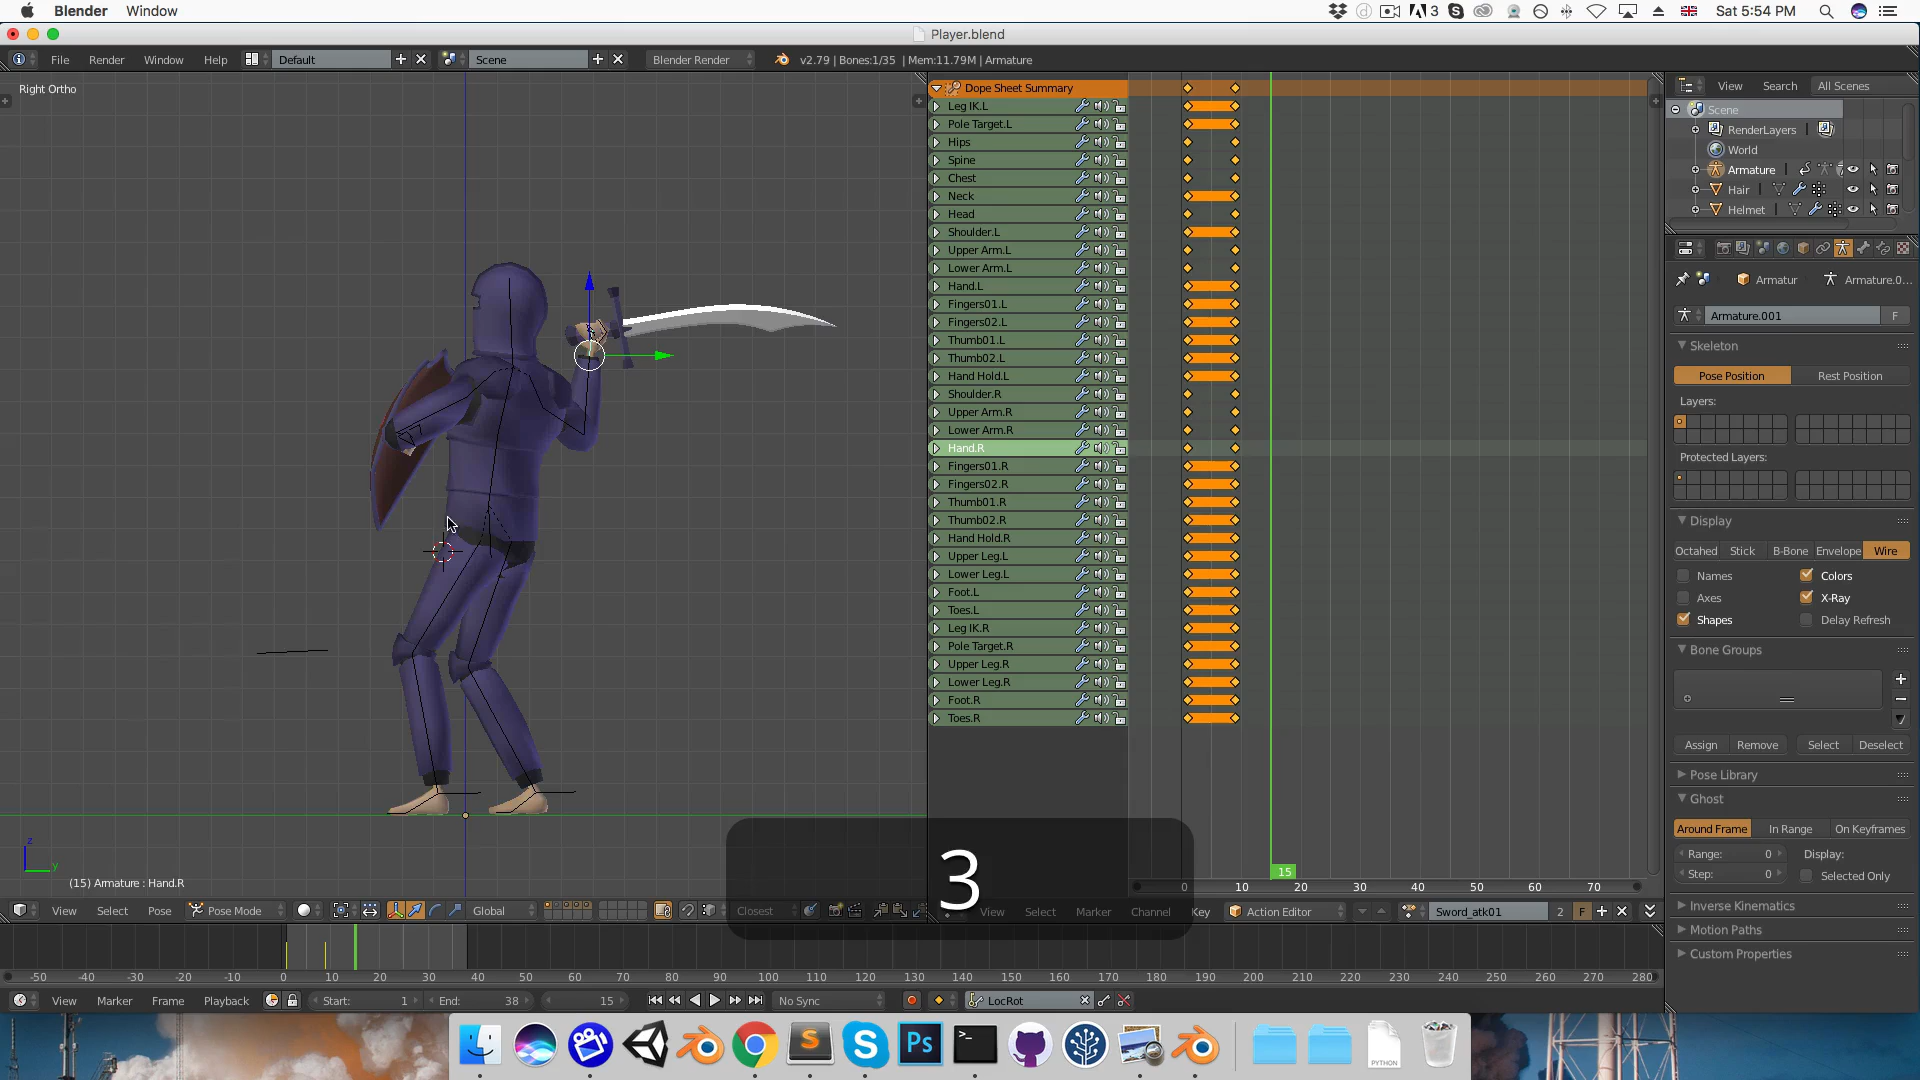 Blender Window
3
Sat 5:54 PM
Player.blend
File Render Window Help Default Scene Blender Render v2.79 | Bones:1/35 | Mem:11.79M | Armature
Right Ortho
Dope Sheet Summary
Leg IK.L
Pole Target.L
Hips
Spine
Chest
Neck
Head
Shoulder.L
Upper Arm.L
Lower Arm.L
Hand.L
Fingers01.L
Fingers02.L
Thumb01.L
Thumb02.L
Hand Hold.L
Shoulder.R
Upper Arm.R
Lower Arm.R
Hand.R
Fingers01.R
Fingers02.R
Thumb01.R
Thumb02.R
Hand Hold.R
Upper Leg.L
Lower Leg.L
Foot.L
Toes.L
Leg IK.R
Pole Target.R
Upper Leg.R
Lower Leg.R
Foot.R
Toes.R
View Search All Scenes
Scene
RenderLayers
World
Armature
Hair
Helmet
Armatur Armature.0...
Armature.001 F
Skeleton
Pose Position Rest Position
Layers:
Protected Layers:
Display
Octahed Stick B-Bone Envelope Wire
Names Colors
Axes X-Ray
Shapes Delay Refresh
Bone Groups
Assign Remove Select Deselect
Pose Library
Ghost
Around Frame In Range On Keyframes
Range: 0 Display:
Step: 0 Selected Only
Inverse Kinematics
Motion Paths
Custom Properties
z
y
(15) Armature : Hand.R
3
15
0 10 20 30 40 50 60 70
View Select Pose Pose Mode Global Closest
View Select Marker Channel Key Action Editor Sword_atk01 2 F
-50 -40 -30 -20 -10 0 10 20 30 40 50 60 70 80 90 100 110 120 130 140 150 160 170 180 190 200 210 220 230 240 250 260 270 280
View Marker Frame Playback Start: 1 End: 38 15 No Sync LocRot
S S Ps >_ PYTHON